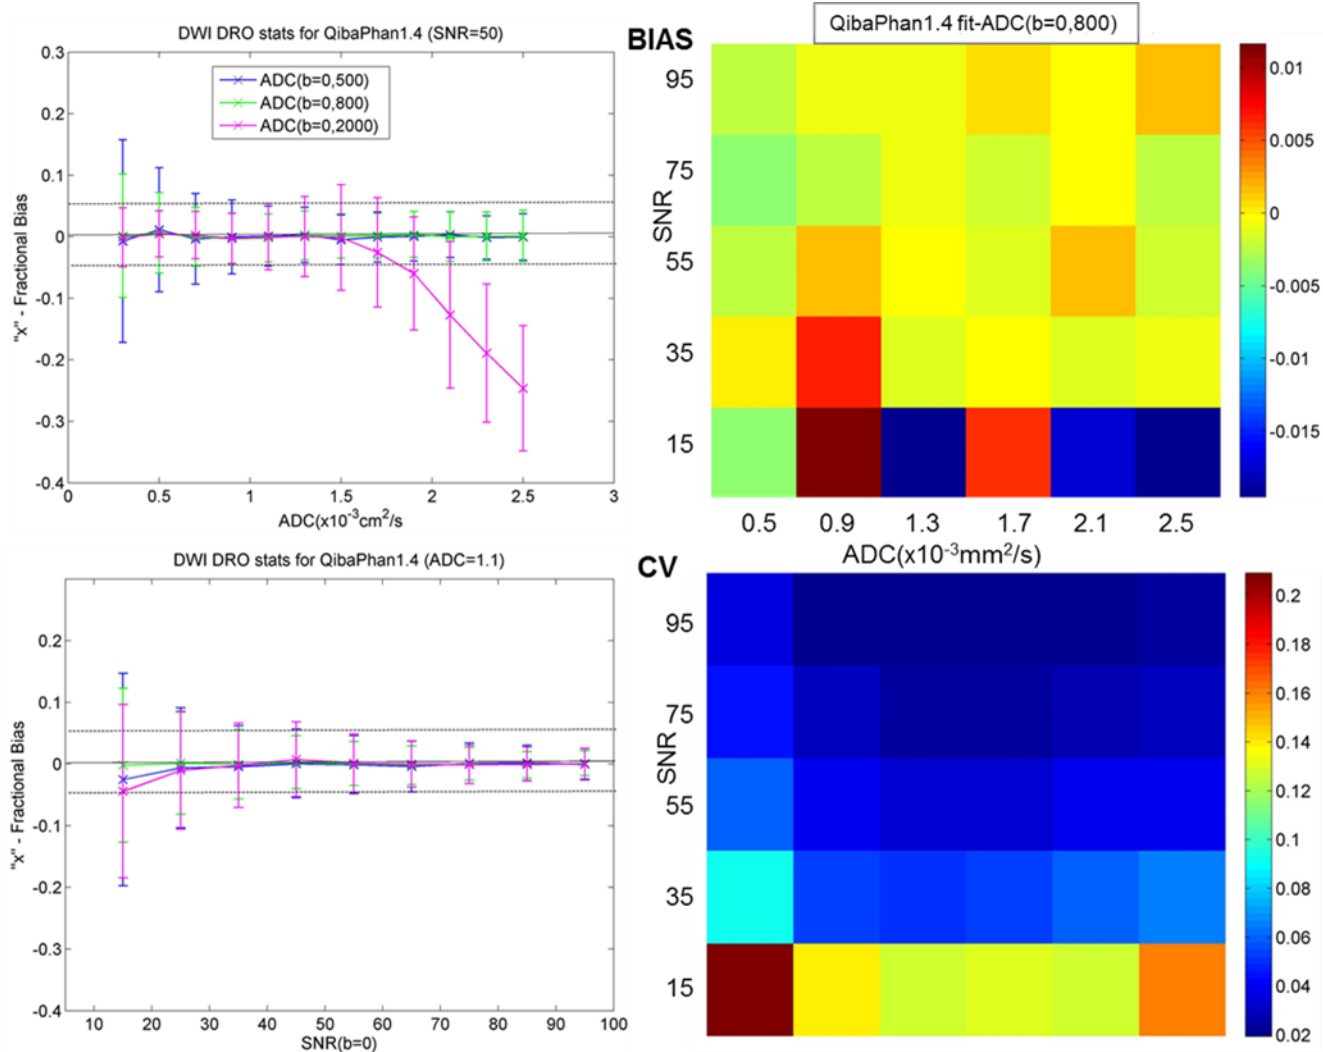 DWI DRO stats for QibaPhan1.4 (SNR=50)
0.3
0.2
0.1
0
-0.1
-0.2
-0.3
-0.4
"x" - Fractional Bias
ADC(b=0,500)
ADC(b=0,800)
ADC(b=0,2000)
0 0.5 1 1.5 2 2.5 3
ADC(x10⁻³cm²/s
BIAS
QibaPhan1.4 fit-ADC(b=0,800)
SNR
95
75
55
35
15
0.5 0.9 1.3 1.7 2.1 2.5
ADC(x10⁻³mm²/s)
0.01
0.005
0
-0.005
-0.01
-0.015
DWI DRO stats for QibaPhan1.4 (ADC=1.1)
0.2
0.1
0
-0.1
-0.2
-0.3
-0.4
"x" - Fractional Bias
10 20 30 40 50 60 70 80 90 100
SNR(b=0)
CV
SNR
95
75
55
35
15
0.2
0.18
0.16
0.14
0.12
0.1
0.08
0.06
0.04
0.02